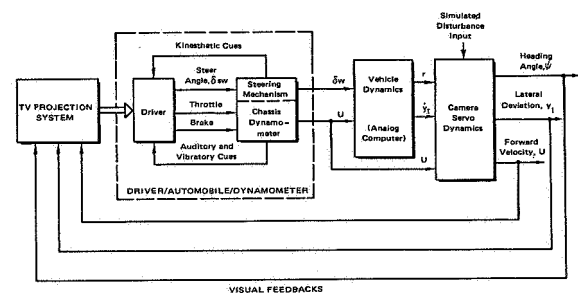 Simulated
Disturbance
Input
Kinesthetic Cues
Heading
Angle, ψ
Steer
Angle, δsw
Steering
Mechanism
δw
Vehicle
Dynamics
r
Lateral
Deviation, yI
TV PROJECTION
SYSTEM
Driver
Throttle
Chassis
Dynamo-
meter
U
ẏI
Camera
Servo
Dynamics
Brake
(Analog
Computer)
Forward
Velocity, U
Auditory and
Vibratory Cues
U
DRIVER/AUTOMOBILE/DYNAMOMETER
VISUAL FEEDBACKS